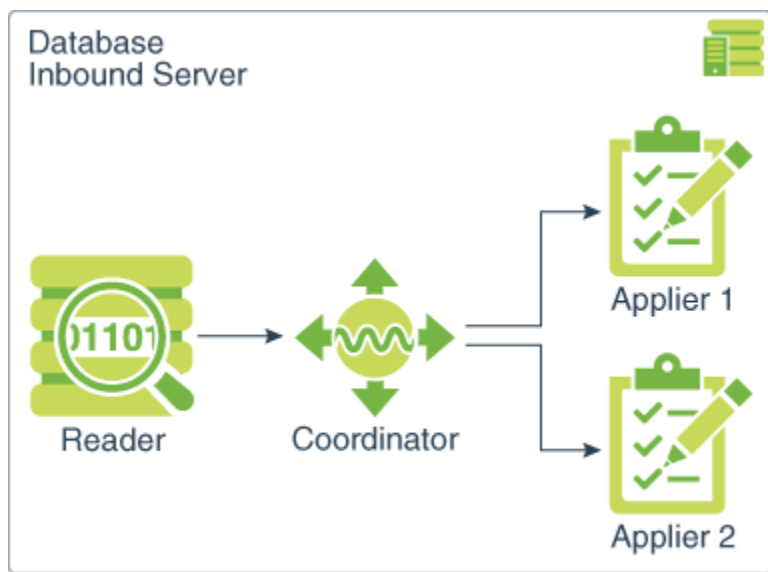 Database
Inbound Server
01101
Reader
Coordinator
Applier 1
Applier 2